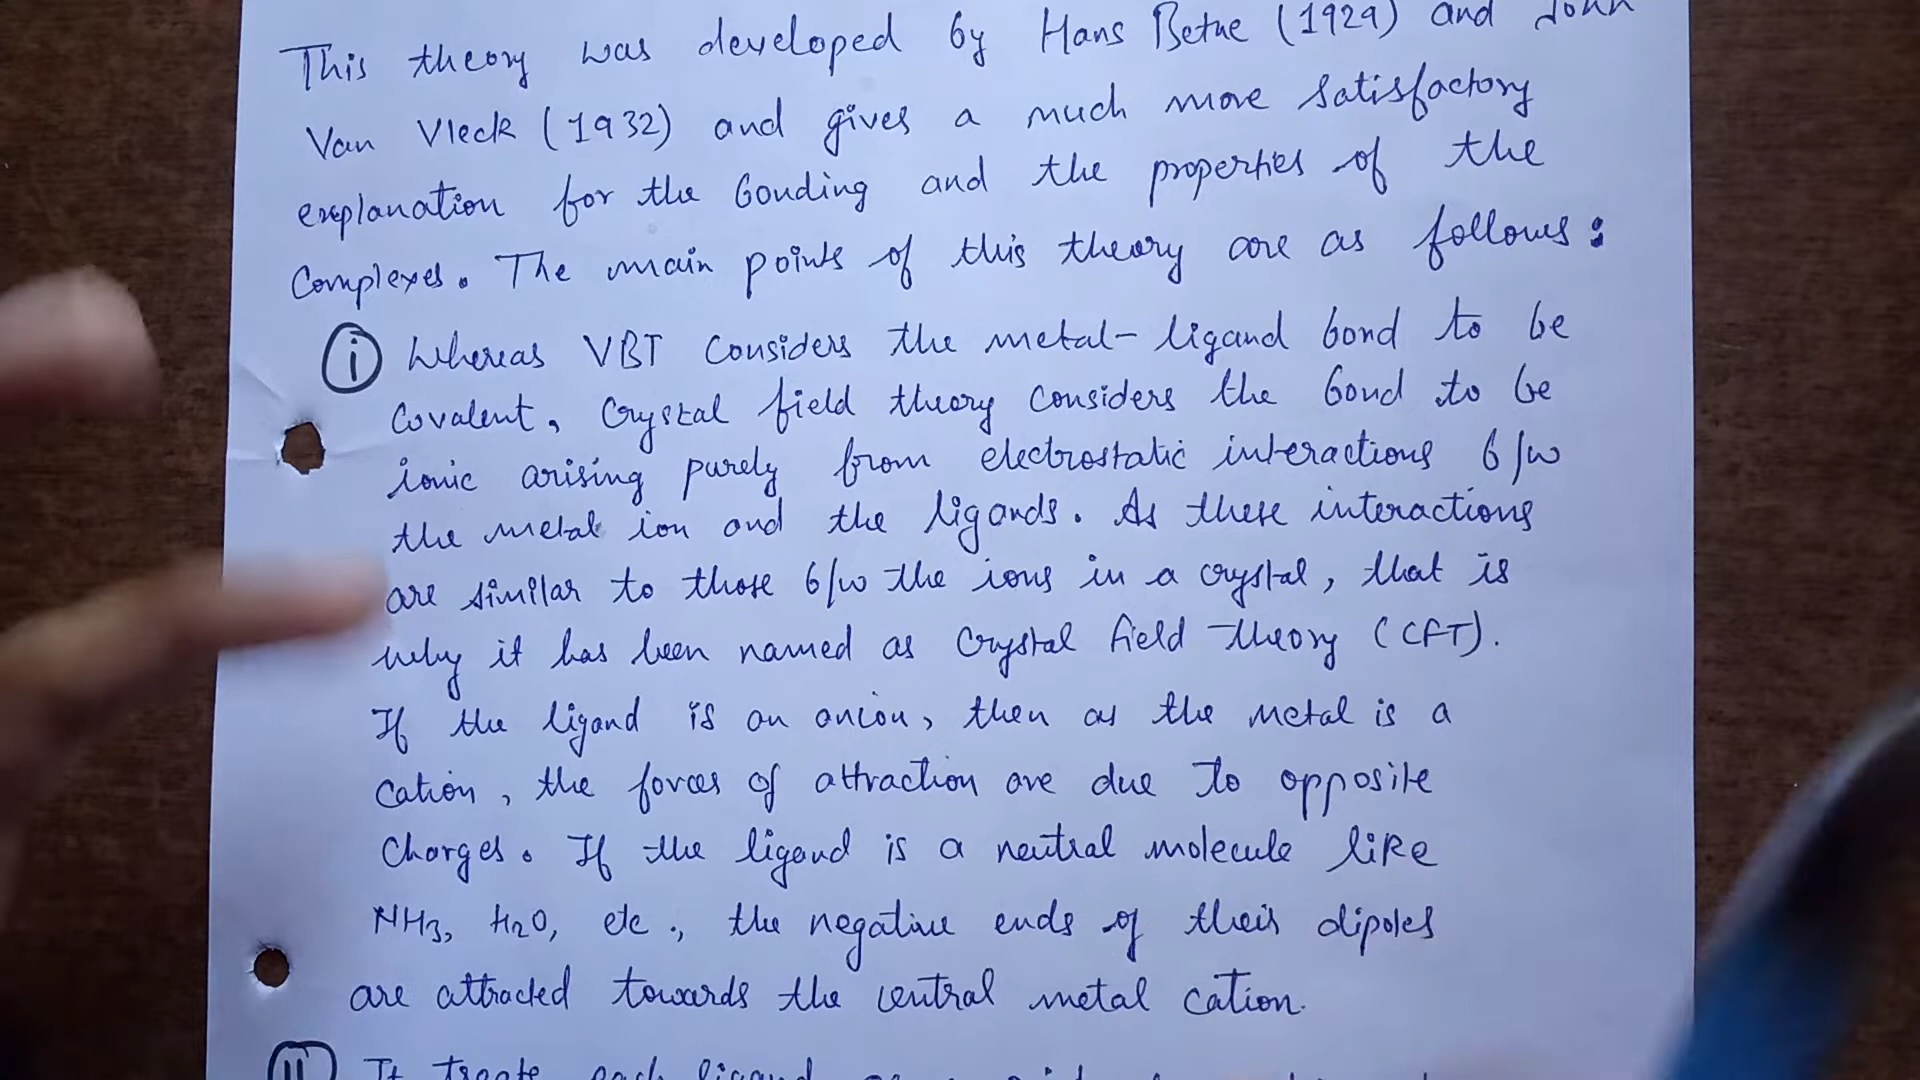 This theory was developed by Hans Bethe (1929) and John
Van Vleck (1932) and gives a much more satisfactory
explanation for the bonding and the properties of the
Complexes. The main points of this theory are as follows:
(i) Whereas VBT Considers the metal-ligand bond to be
Covalent, Crystal field theory Considers the bond to be
ionic arising purely from electrostatic interactions b/w
the metal ion and the ligands. As these interactions
are similar to those b/w the ions in a crystal, that is
why it has been named as Crystal field theory (CFT).
If the ligand is an anion, then as the metal is a
Cation, the forces of attraction are due to opposite
Charges. If the ligand is a neutral molecule like
NH3, H2O, etc., the negative ends of their dipoles
are attracted towards the central metal cation.
(ii) It treats each ligand